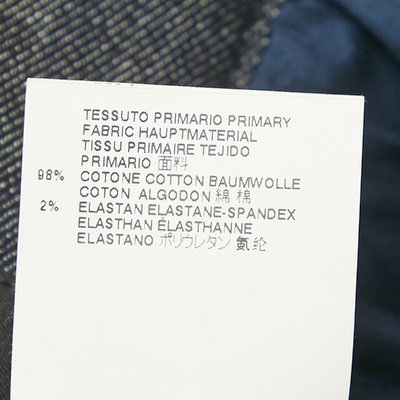 TESSUTO PRIMARIO PRIMARY
FABRIC HAUPTMATERIAL
TISSU PRIMAIRE TEJIDO
PRIMARIO 面料
98% COTONE COTTON BAUMWOLLE
COTON ALGODON 綿 棉
2% ELASTAN ELASTANE-SPANDEX
ELASTHAN ÉLASTHANNE
ELASTANO ポリウレタン 氨纶